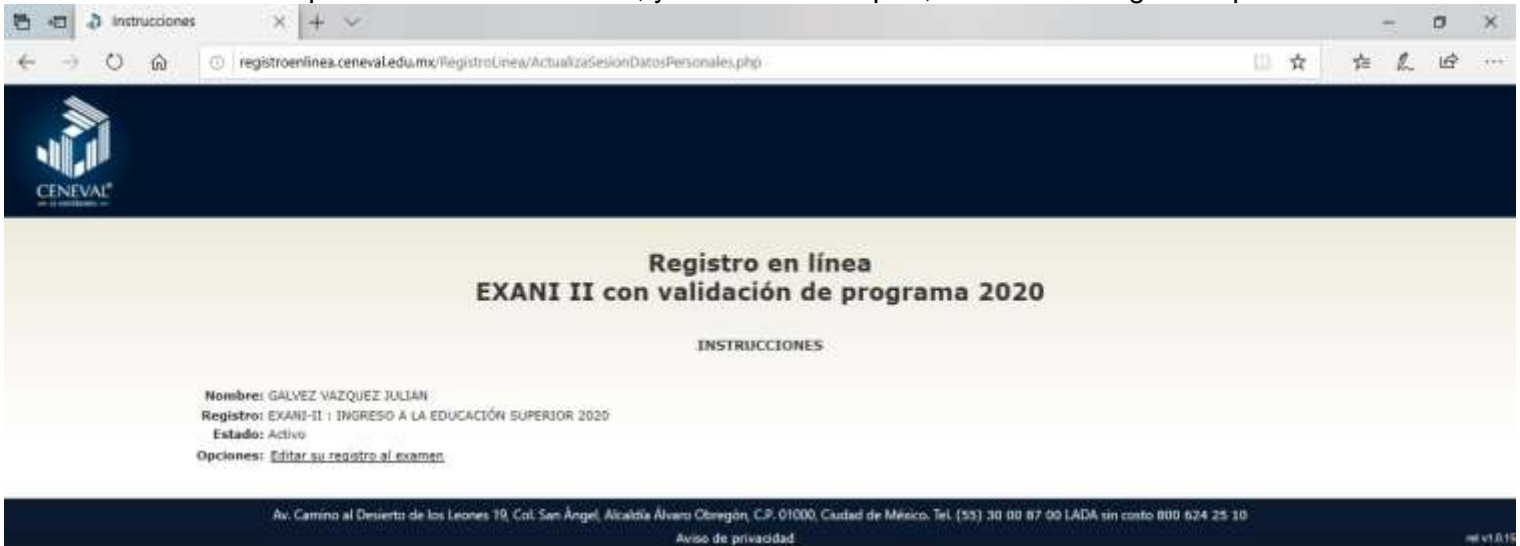 Instrucciones
registroenlinea.ceneval.edu.mx/RegistroLinea/ActualizaSesionDatosPersonales.php
CENEVAL®
Registro en línea
EXANI II con validación de programa 2020
INSTRUCCIONES
Nombre: GALVEZ VAZQUEZ JULIAN
Registro: EXANI-II : INGRESO A LA EDUCACIÓN SUPERIOR 2020
Estado: Activo
Opciones: Editar su registro al examen
Av. Camino al Desierto de los Leones 19, Col. San Ángel, Alcaldía Álvaro Obregón, C.P. 01000, Ciudad de México. Tel. (55) 30 00 87 00 LADA sin costo 800 624 25 10
Aviso de privacidad